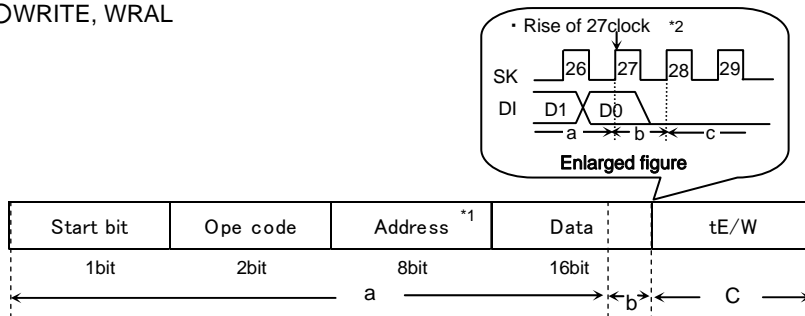 ○WRITE, WRAL
・Rise of 27clock *2
SK 26 27 28 29
DI D1 D0
a b c
Enlarged figure
Start bit Ope code Address *1 Data tE/W
1bit 2bit 8bit 16bit
a b C